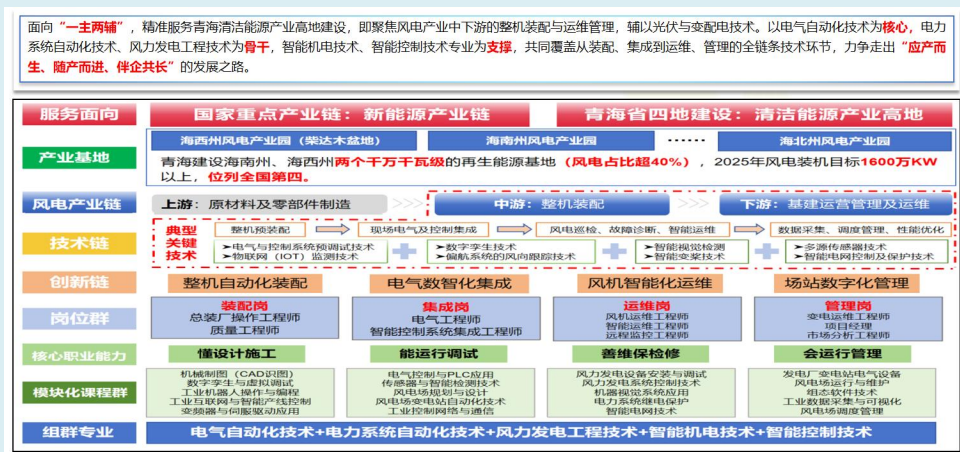 面向“一主两辅”，精准服务青海清洁能源产业高地建设，即聚焦风电产业中下游的整机装配与运维管理，辅以光伏与变配电技术。以电气自动化技术为核心，电力
系统自动化技术、风力发电工程技术为骨干，智能机电技术、智能控制技术专业为支撑，共同覆盖从装配、集成到运维、管理的全链条技术环节，力争走出“应产而
生、随产而进、伴企共长”的发展之路。
服务面向
国家重点产业链：新能源产业链
青海省四地建设：清洁能源产业高地
产业基地
海西州风电产业园（柴达木盆地）
海南州风电产业园
……
海北州风电产业园
青海建设海南州、海西州两个千万千瓦级的再生能源基地（风电占比超40%），2025年风电装机目标1600万KW
以上，位列全国第四。
风电产业链
上游：原材料及零部件制造
>>>
中游：整机装配
>>>
下游：基建运营管理及运维
技术链
典型
关键
技术
整机预装配
现场电气及控制集成
风电巡检、故障诊断、智能运维
数据采集、调度管理、性能优化
➢电气与控制系统预调试技术
➢物联网（IOT）监测技术
➢数字孪生技术
➢偏航系统的风向跟踪技术
➢智能视觉检测
➢智能变桨技术
➢多源传感器技术
➢智能电网控制及保护技术
创新链
整机自动化装配
电气数智化集成
风机智能化运维
场站数字化管理
岗位群
装配岗
总装厂操作工程师
质量工程师
集成岗
电气工程师
智能控制系统集成工程师
运维岗
风机运维工程师
智能运维工程师
远程监控工程师
管理岗
变电运维工程师
项目经理
市场分析工程师
核心职业能力
懂设计施工
能运行调试
善维保检修
会运行管理
模块化课程群
机械制图（CAD识图）
数字孪生与虚拟调试
工业机器人操作与编程
工业互联网与智能产线控制
变频器与伺服驱动应用
电气控制与PLC应用
传感器与智能检测技术
风电场规划与设计
风电场变电站自动化技术
工业控制网络与通信
风力发电设备安装与调试
风力发电系统控制技术
机器视觉系统应用
电力系统继电保护
智能电网技术
发电厂变电站电气设备
风电场运行与维护
组态软件技术
工业数据采集与可视化
风电场调度管理
组群专业
电气自动化技术+电力系统自动化技术+风力发电工程技术+智能机电技术+智能控制技术